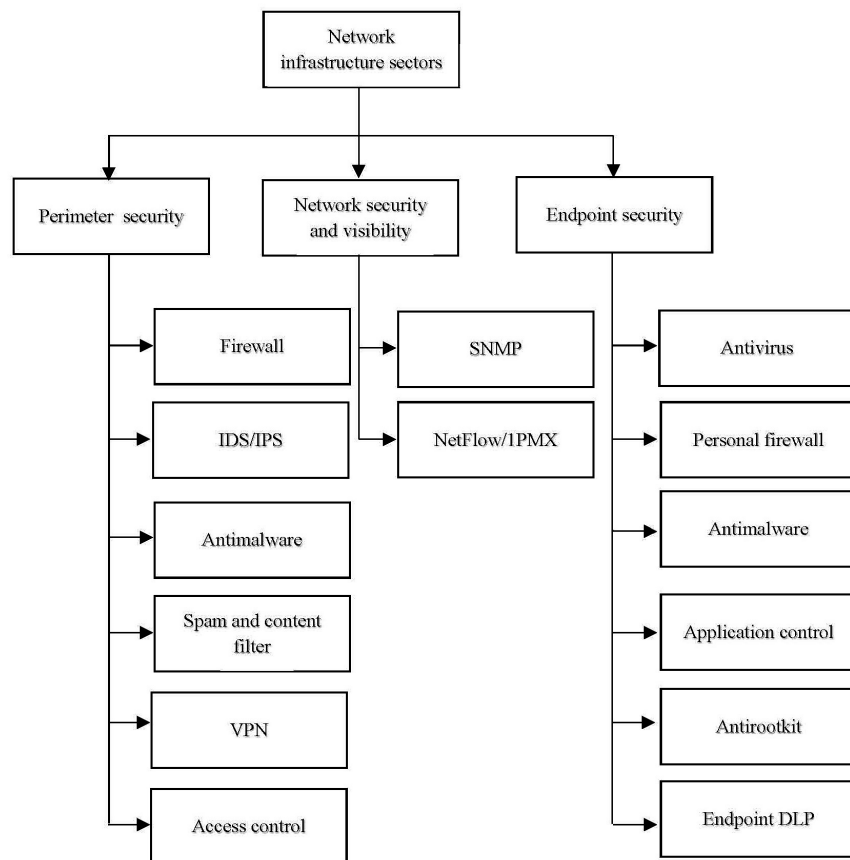 Network
infrastructure sectors
Perimeter security
Network security
and visibility
Endpoint security
Firewall
IDS/IPS
Antimalware
Spam and content
filter
VPN
Access control
SNMP
NetFlow/1PMX
Antivirus
Personal firewall
Antimalware
Application control
Antirootkit
Endpoint DLP